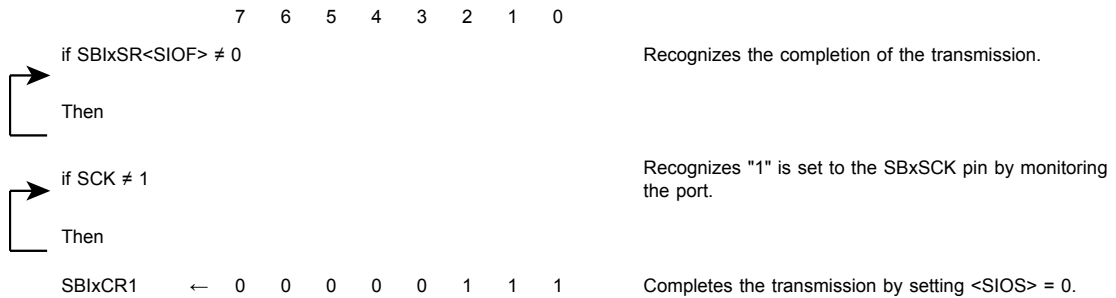 7 6 5 4 3 2 1 0
if SBIxSR<SIOF> ≠ 0 Recognizes the completion of the transmission.
Then
if SCK ≠ 1 Recognizes "1" is set to the SBxSCK pin by monitoring
the port.
Then
SBIxCR1 ← 0 0 0 0 0 1 1 1 Completes the transmission by setting <SIOS> = 0.